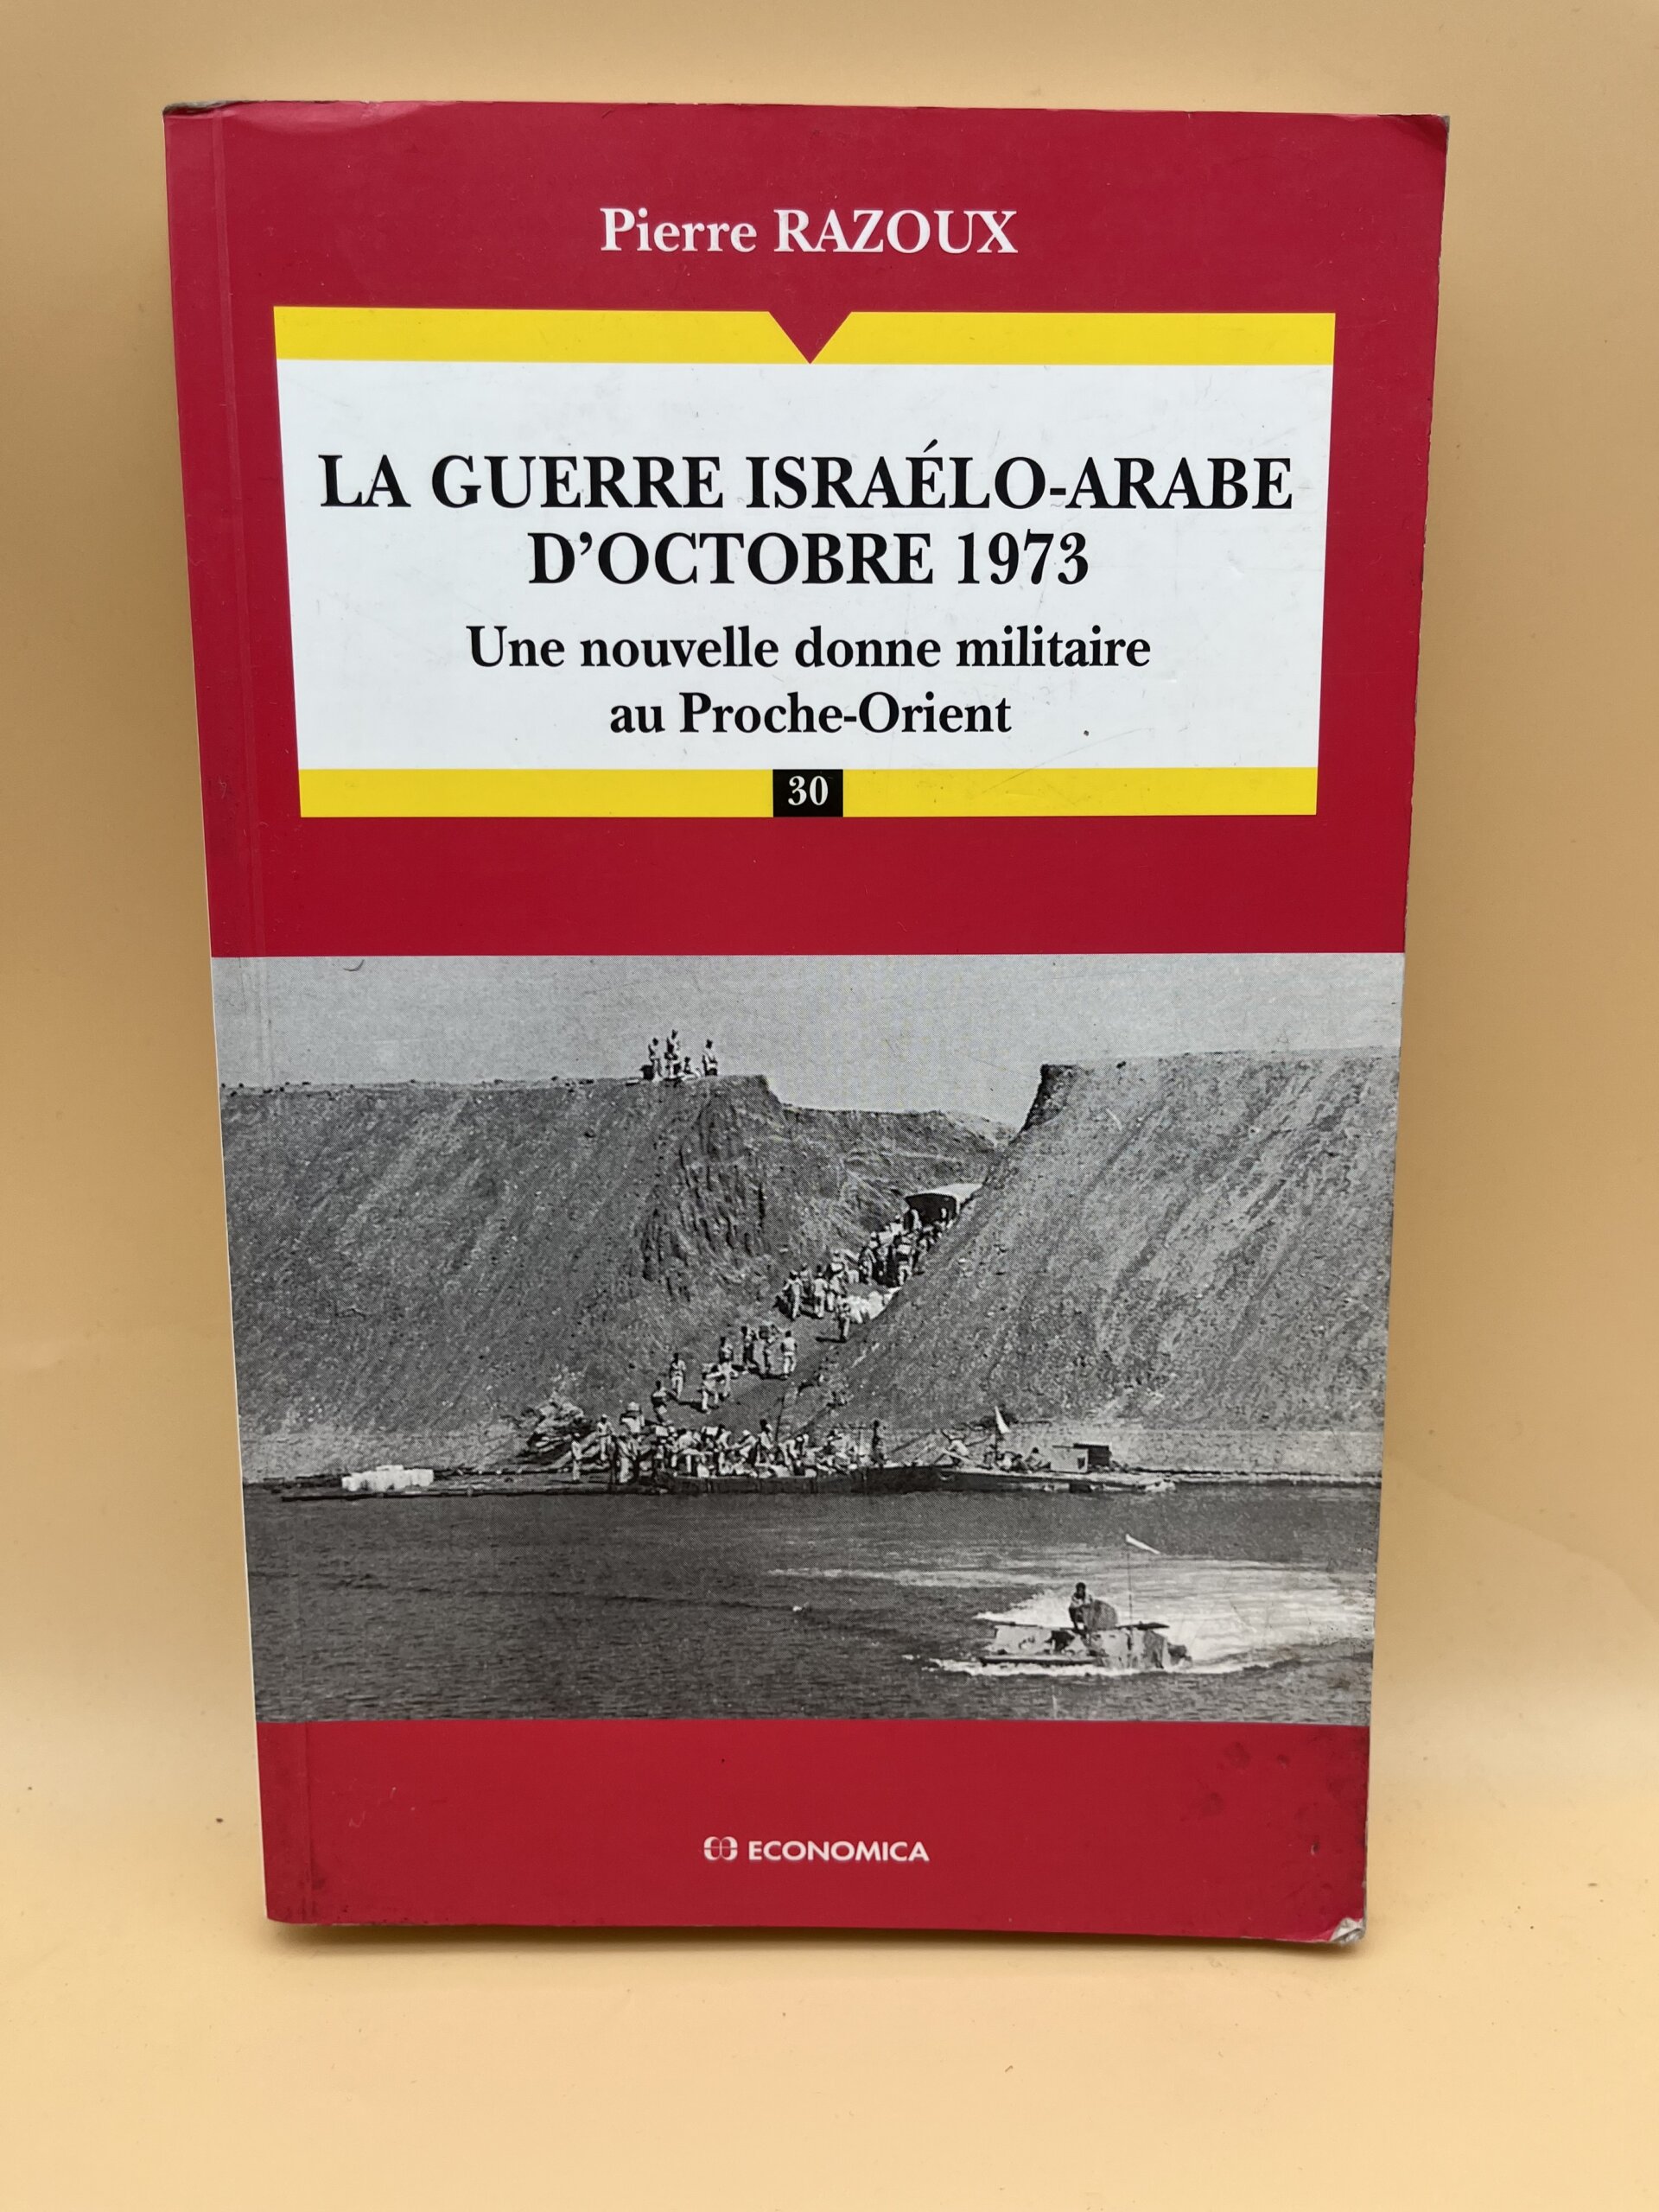 Pierre RAZOUX
LA GUERRE ISRAÉLO-ARABE
D'OCTOBRE 1973
Une nouvelle donne militaire
au Proche-Orient
30
ECONOMICA